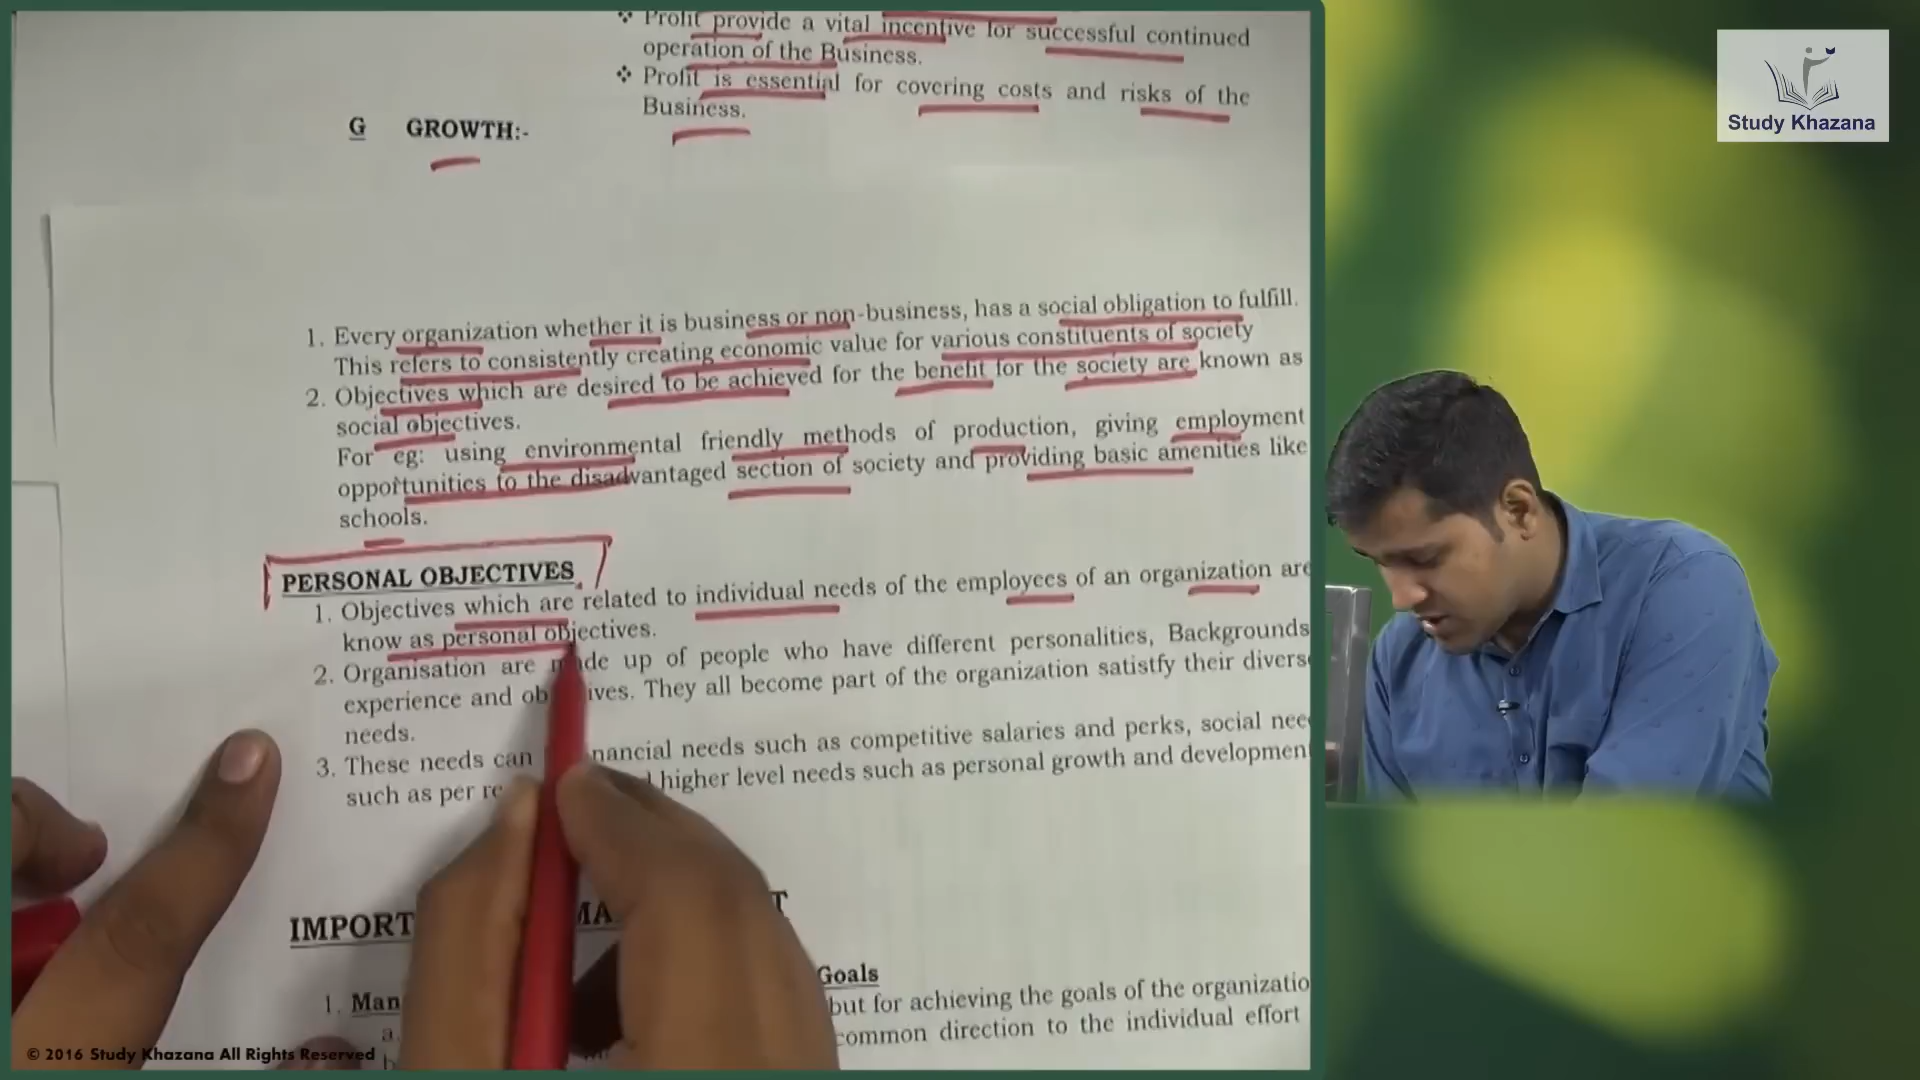 ❖ Profit provide a vital incentive for successful continued
operation of the Business.
❖ Profit is essential for covering costs and risks of the
Business.
G GROWTH:-
1. Every organization whether it is business or non-business, has a social obligation to fulfill.
This refers to consistently creating economic value for various constituents of society
2. Objectives which are desired to be achieved for the benefit for the society are known as
social objectives.
For eg: using environmental friendly methods of production, giving employment
opportunities to the disadvantaged section of society and providing basic amenities like
schools.
PERSONAL OBJECTIVES
1. Objectives which are related to individual needs of the employees of an organization are
know as personal objectives.
2. Organisation are made up of people who have different personalities, Backgrounds
experience and objectives. They all become part of the organization satistfy their diverse
needs.
3. These needs can financial needs such as competitive salaries and perks, social
such as per higher level needs such as personal growth and development
Goals
1.
but for achieving the goals of the organizatio
a. common direction to the individual effort
Study Khazana
© 2016 Study Khazana All Rights Reserved